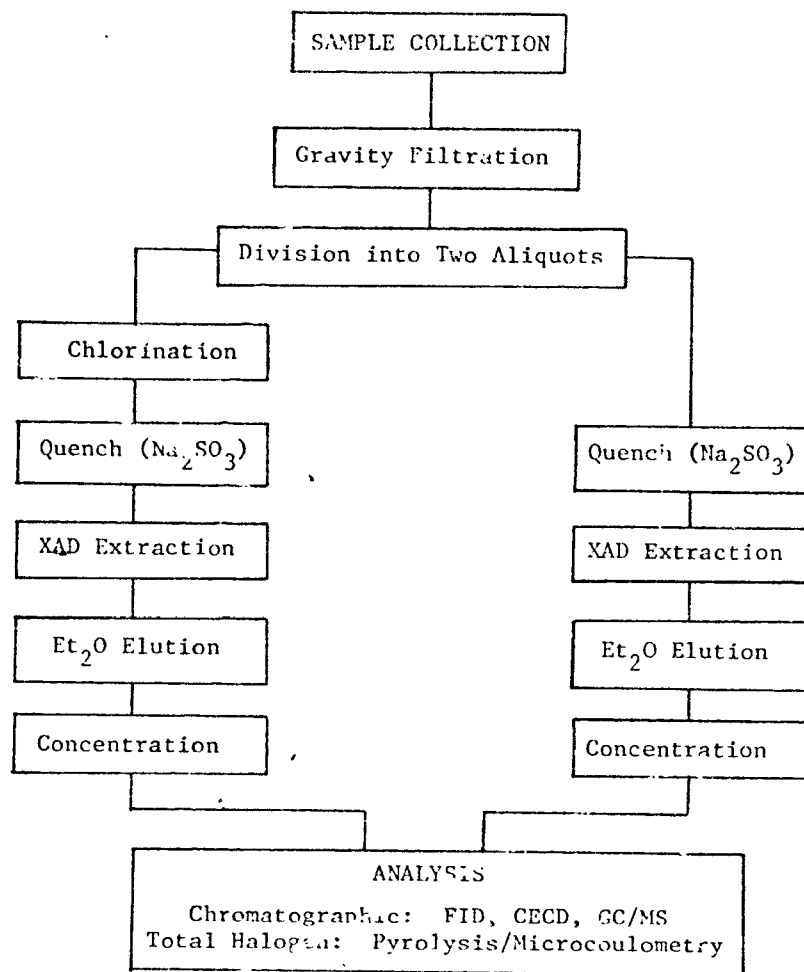 SAMPLE COLLECTION
Gravity Filtration
Division into Two Aliquots
Chlorination
Quench (Na2SO3)
XAD Extraction
Et2O Elution
Concentration
Quench (Na2SO3)
XAD Extraction
Et2O Elution
Concentration
ANALYSIS
Chromatographic: FID, CECD, GC/MS
Total Halogen: Pyrolysis/Microcoulometry